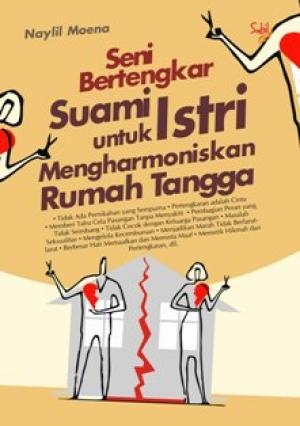 Naylil Moena
Sabil
Seni
Bertengkar
Suami Istri
untuk
Mengharmoniskan
Rumah Tangga
• Tidak Ada Pernikahan yang Sempurna • Pertengkaran adalah Cinta
• Memberi Tahu Cela Pasangan Tanpa Menyakiti • Pembagian Peran yang
Tidak Seimbang • Tidak Cocok dengan Keluarga Pasangan • Masalah
Seksualitas • Mengelola Kecemburuan • Menjadikan Marah Tidak Berlarut-
larut • Berbesar Hati Memaafkan dan Meminta Maaf • Memetik Hikmah dari
Pertengkaran, dll.